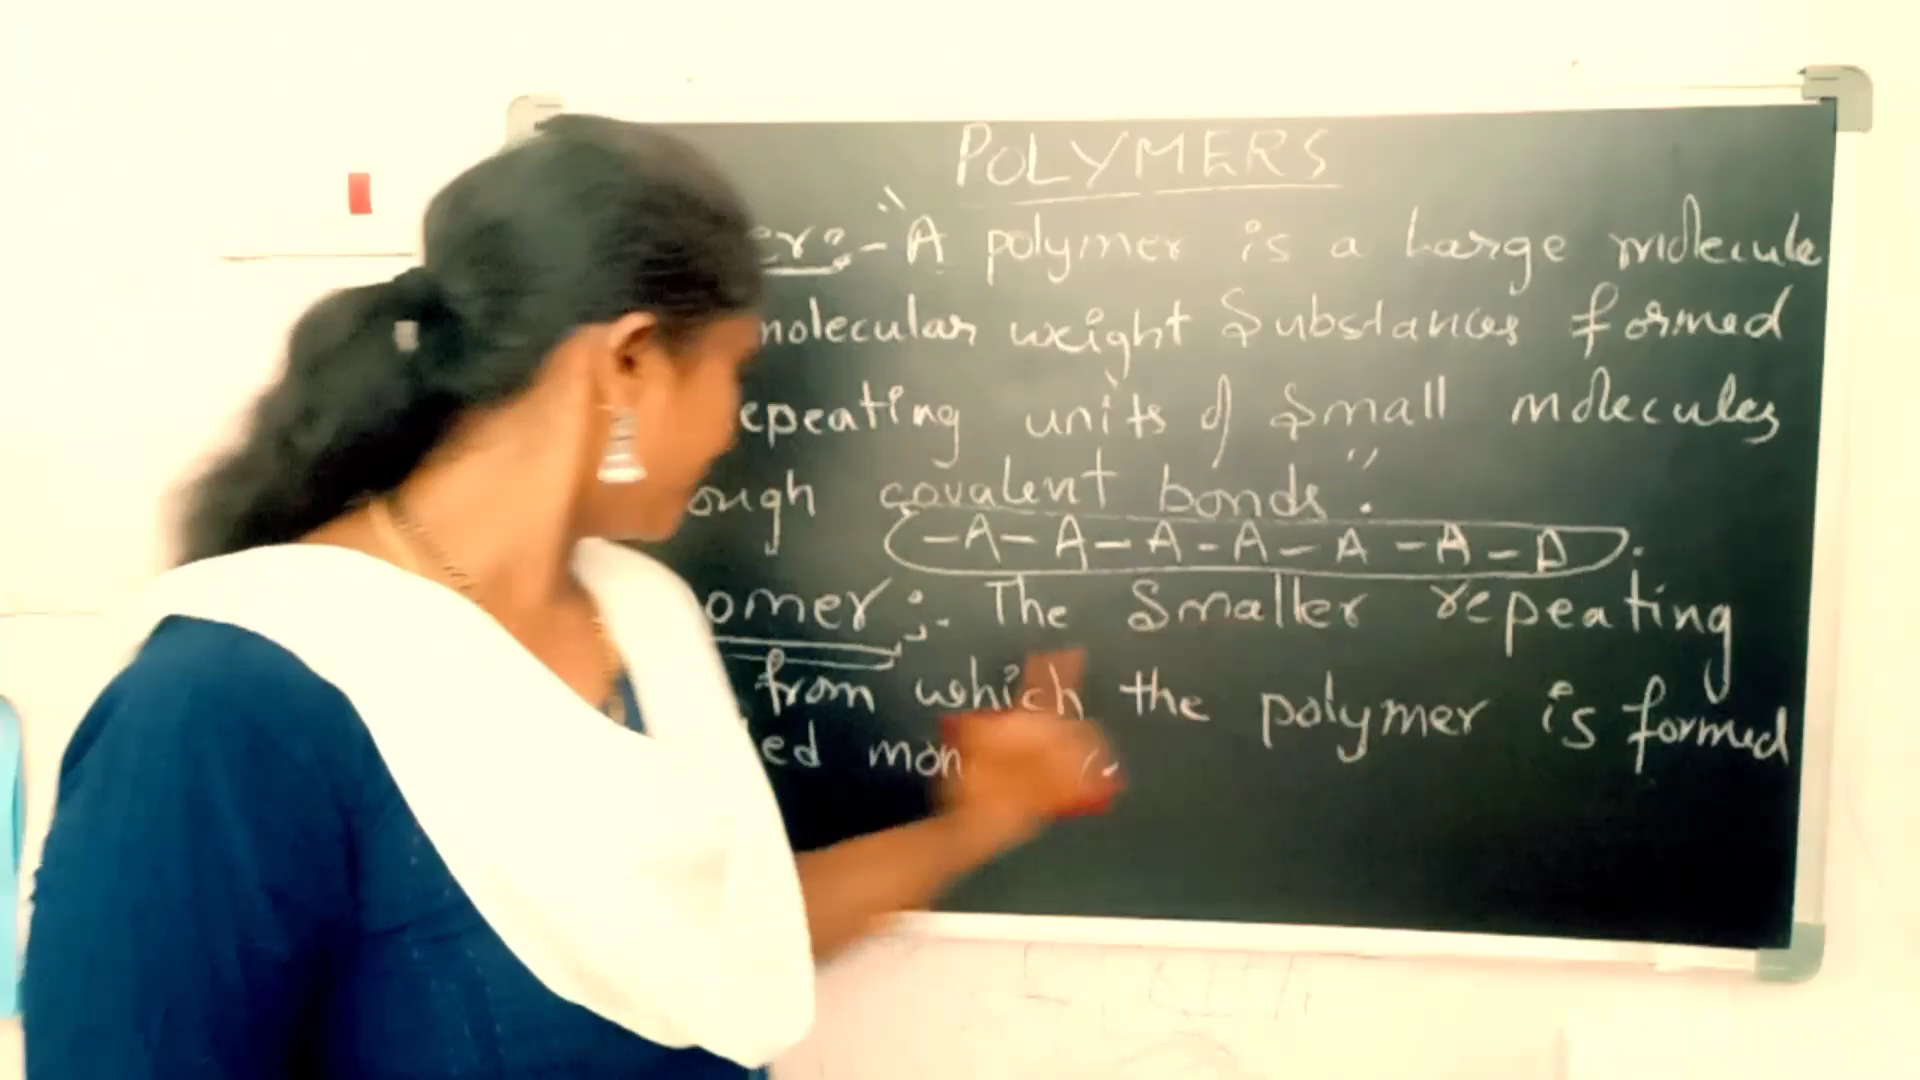 POLYMERS
er:- "A polymer is a Large molecule
molecular weight Substances formed
epeating units of Small molecules
ough covalent bonds".
-A-A-A-A-A-A-A.
omer:- The Smaller repeating
from which the polymer is formed
ed mon